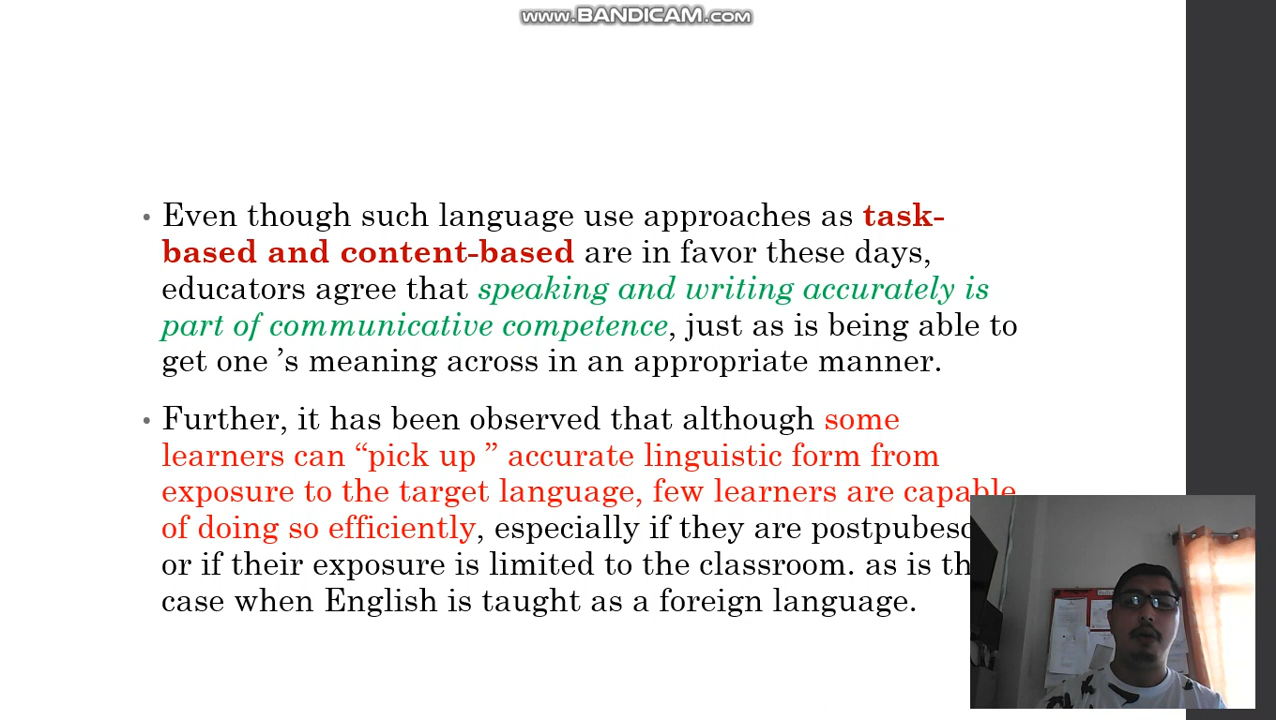 www.BANDICAM.com
• Even though such language use approaches as task-
based and content-based are in favor these days,
educators agree that speaking and writing accurately is
part of communicative competence, just as is being able to
get one ’s meaning across in an appropriate manner.
• Further, it has been observed that although some
learners can “pick up ” accurate linguistic form from
exposure to the target language, few learners are capable
of doing so efficiently, especially if they are
or if their exposure is limited to the classroom. as is
case when English is taught as a foreign language.